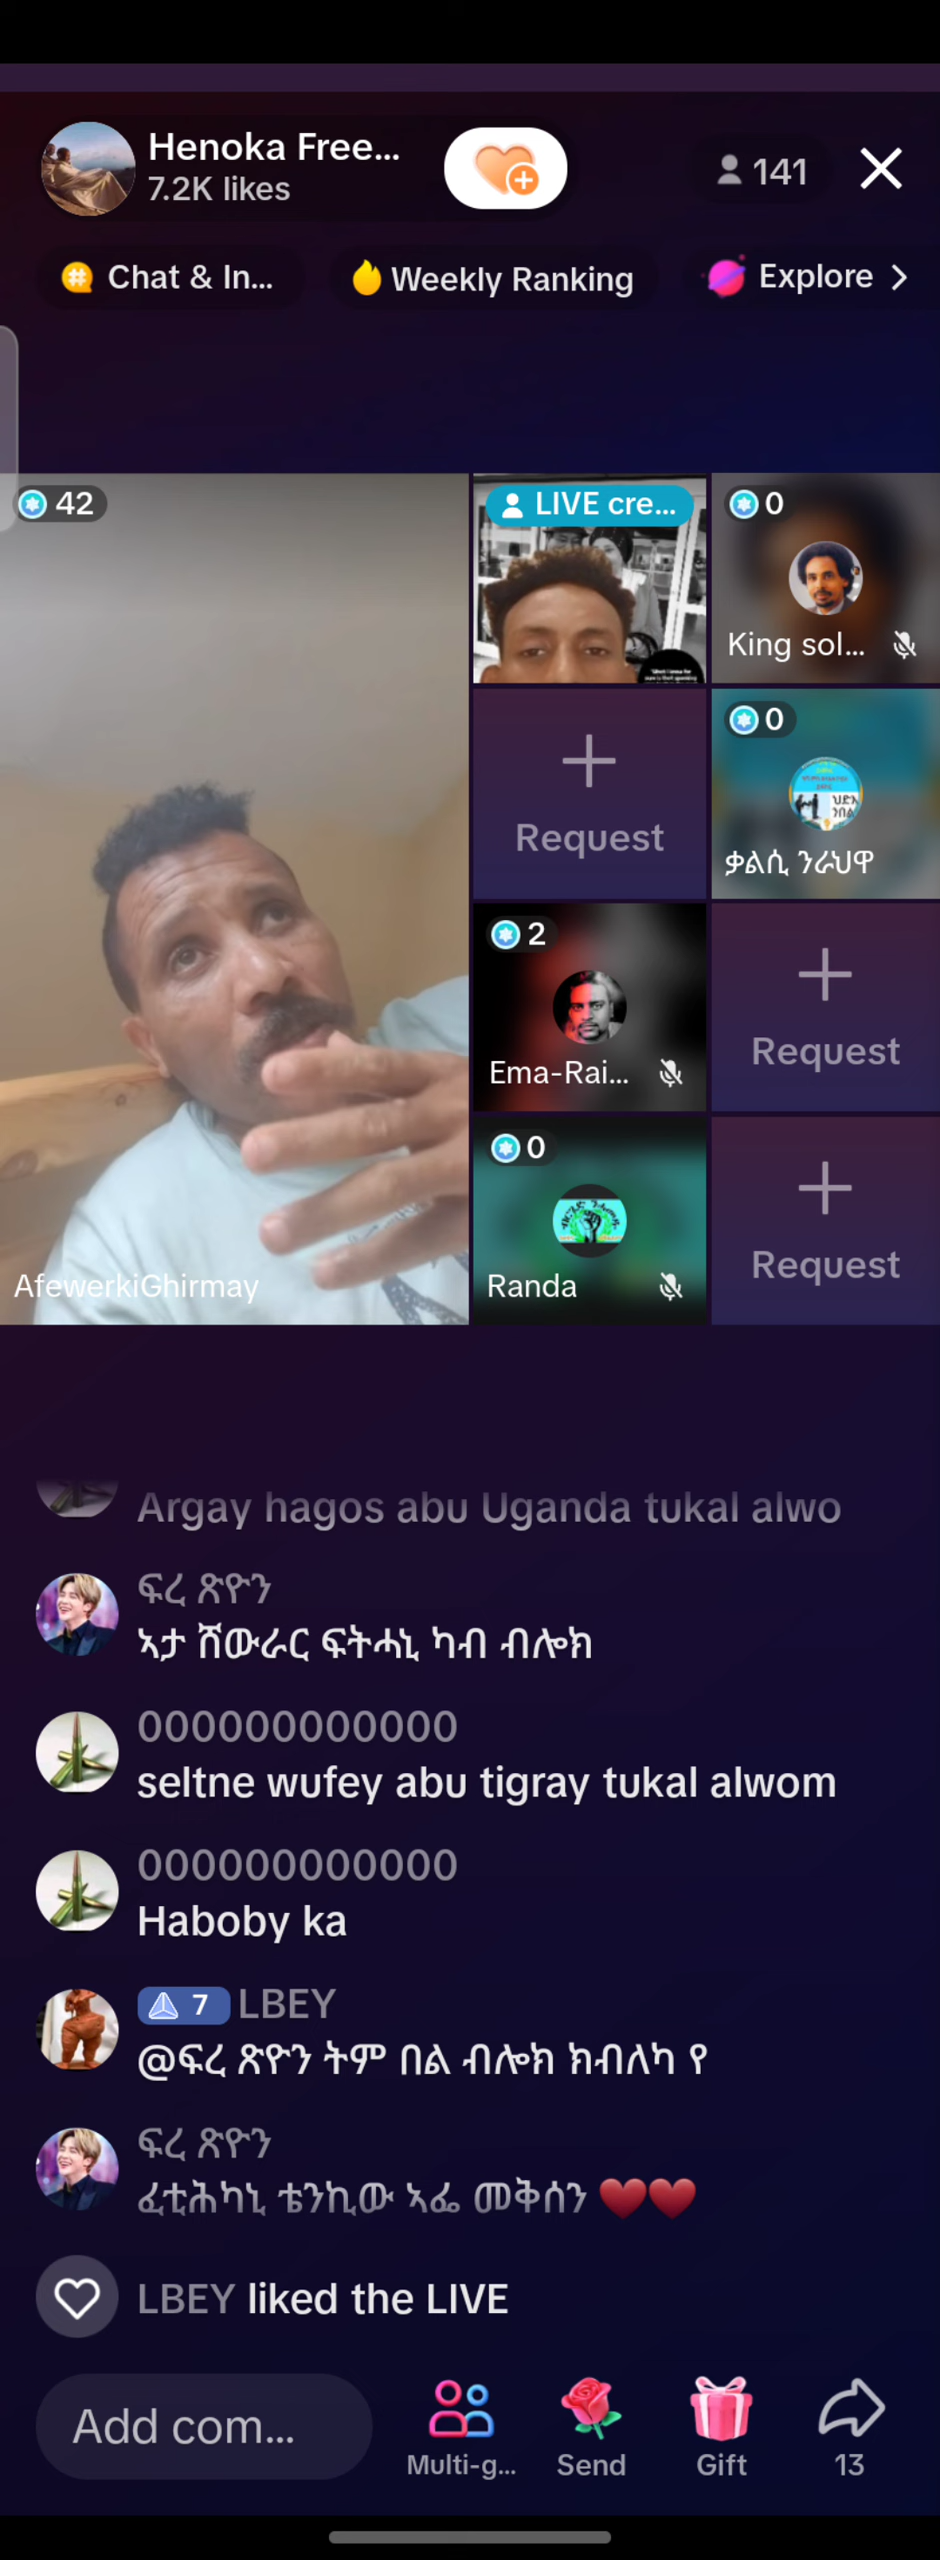 Henoka Free...
7.2K likes
141
Chat & In...
Weekly Ranking
Explore
42
LIVE cre...
0
King sol...
Request
0
ህድኣ
ንበል
ቃልሲ ንራህዋ
2
Ema-Rai...
Request
0
Randa
Request
AfewerkiGhirmay
Argay hagos abu Uganda tukal alwo
ፍረ ጽዮን
ኣታ ሸውራር ፍትሓኒ ካብ ብሎክ
000000000000
seltne wufey abu tigray tukal alwom
000000000000
Haboby ka
7 LBEY
@ፍረ ጽዮን ትም በል ብሎክ ክብለካ የ
ፍረ ጽዮን
ፈቲሕካኒ ቴንኪው ኣፌ መቅሰን ❤️❤️
LBEY liked the LIVE
Add com...
Multi-g...
Send
Gift
13